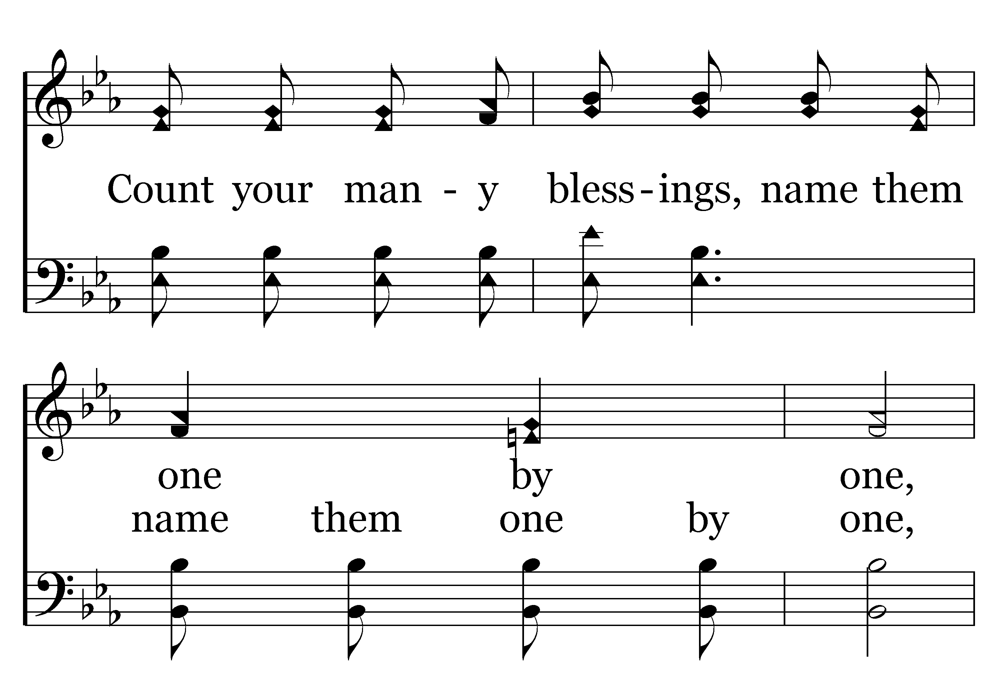 Count your man - y bless - ings, name them
one by one,
name them one by one,